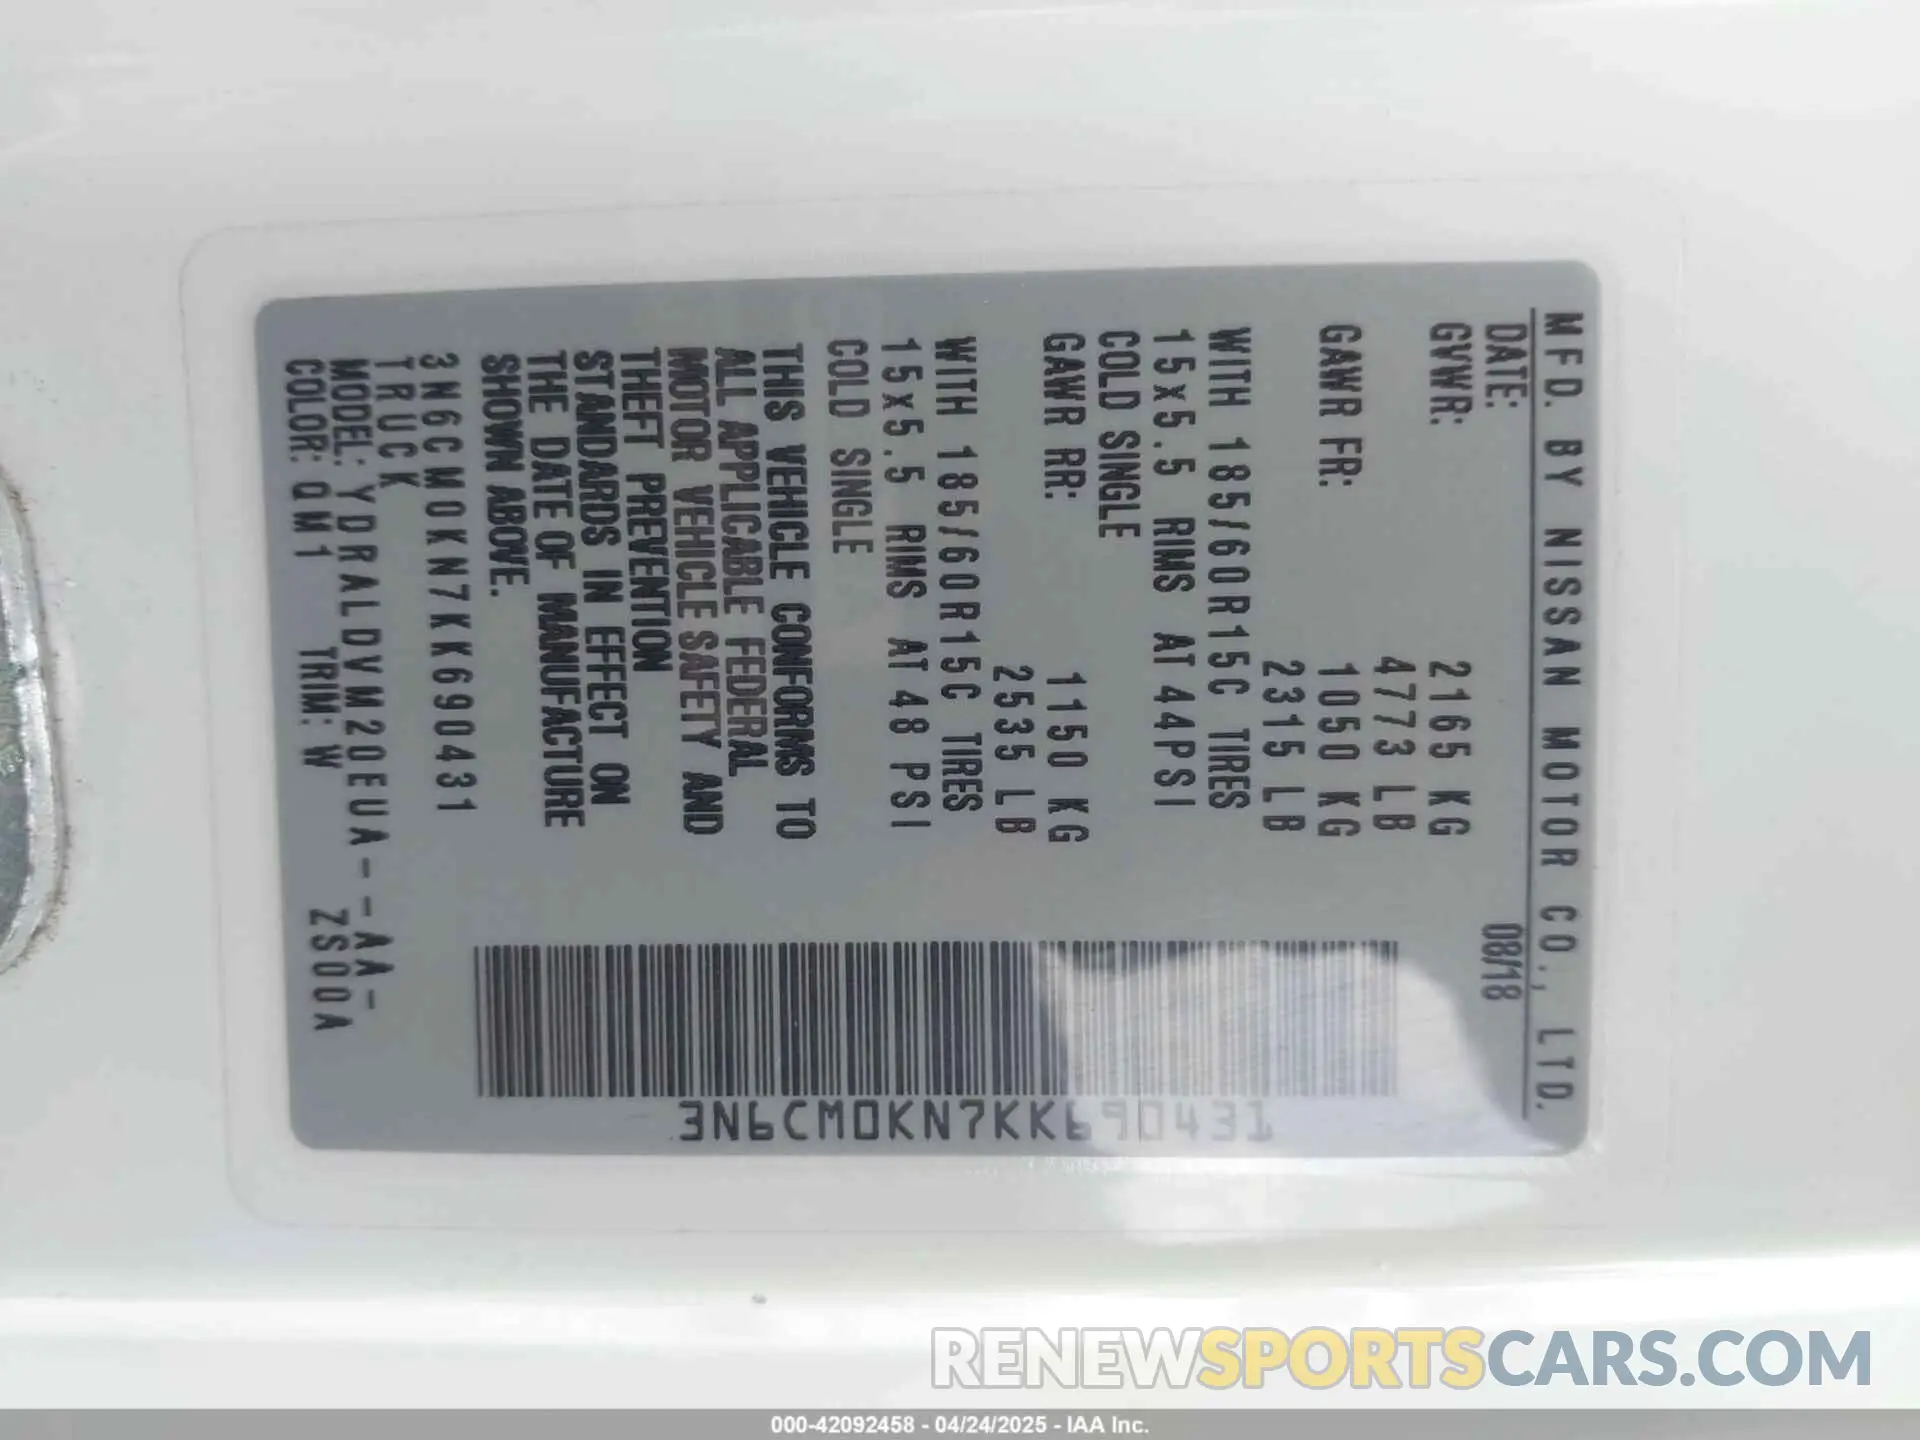 MFD. BY NISSAN MOTOR CO., LTD.
DATE: 08/18
GVWR: 2165 KG
4773 LB
GAWR FR: 1050 KG
2315 LB
WITH 185/60R15C TIRES
15x5.5 RIMS AT 44PSI
COLD SINGLE
GAWR RR: 1150 KG
2535 LB
WITH 185/60R15C TIRES
15x5.5 RIMS AT 48 PSI
COLD SINGLE
THIS VEHICLE CONFORMS TO
ALL APPLICABLE FEDERAL
MOTOR VEHICLE SAFETY AND
THEFT PREVENTION
STANDARDS IN EFFECT ON
THE DATE OF MANUFACTURE
SHOWN ABOVE.
3N6CM0KN7KK690431
TRUCK
MODEL: YDRALDVM20EUA--AA-
COLOR: QM1 TRIM: W ZS00A
3N6CM0KN7KK690431
RENEWSPORTSCARS.COM
000-42092458 - 04/24/2025 - IAA Inc.